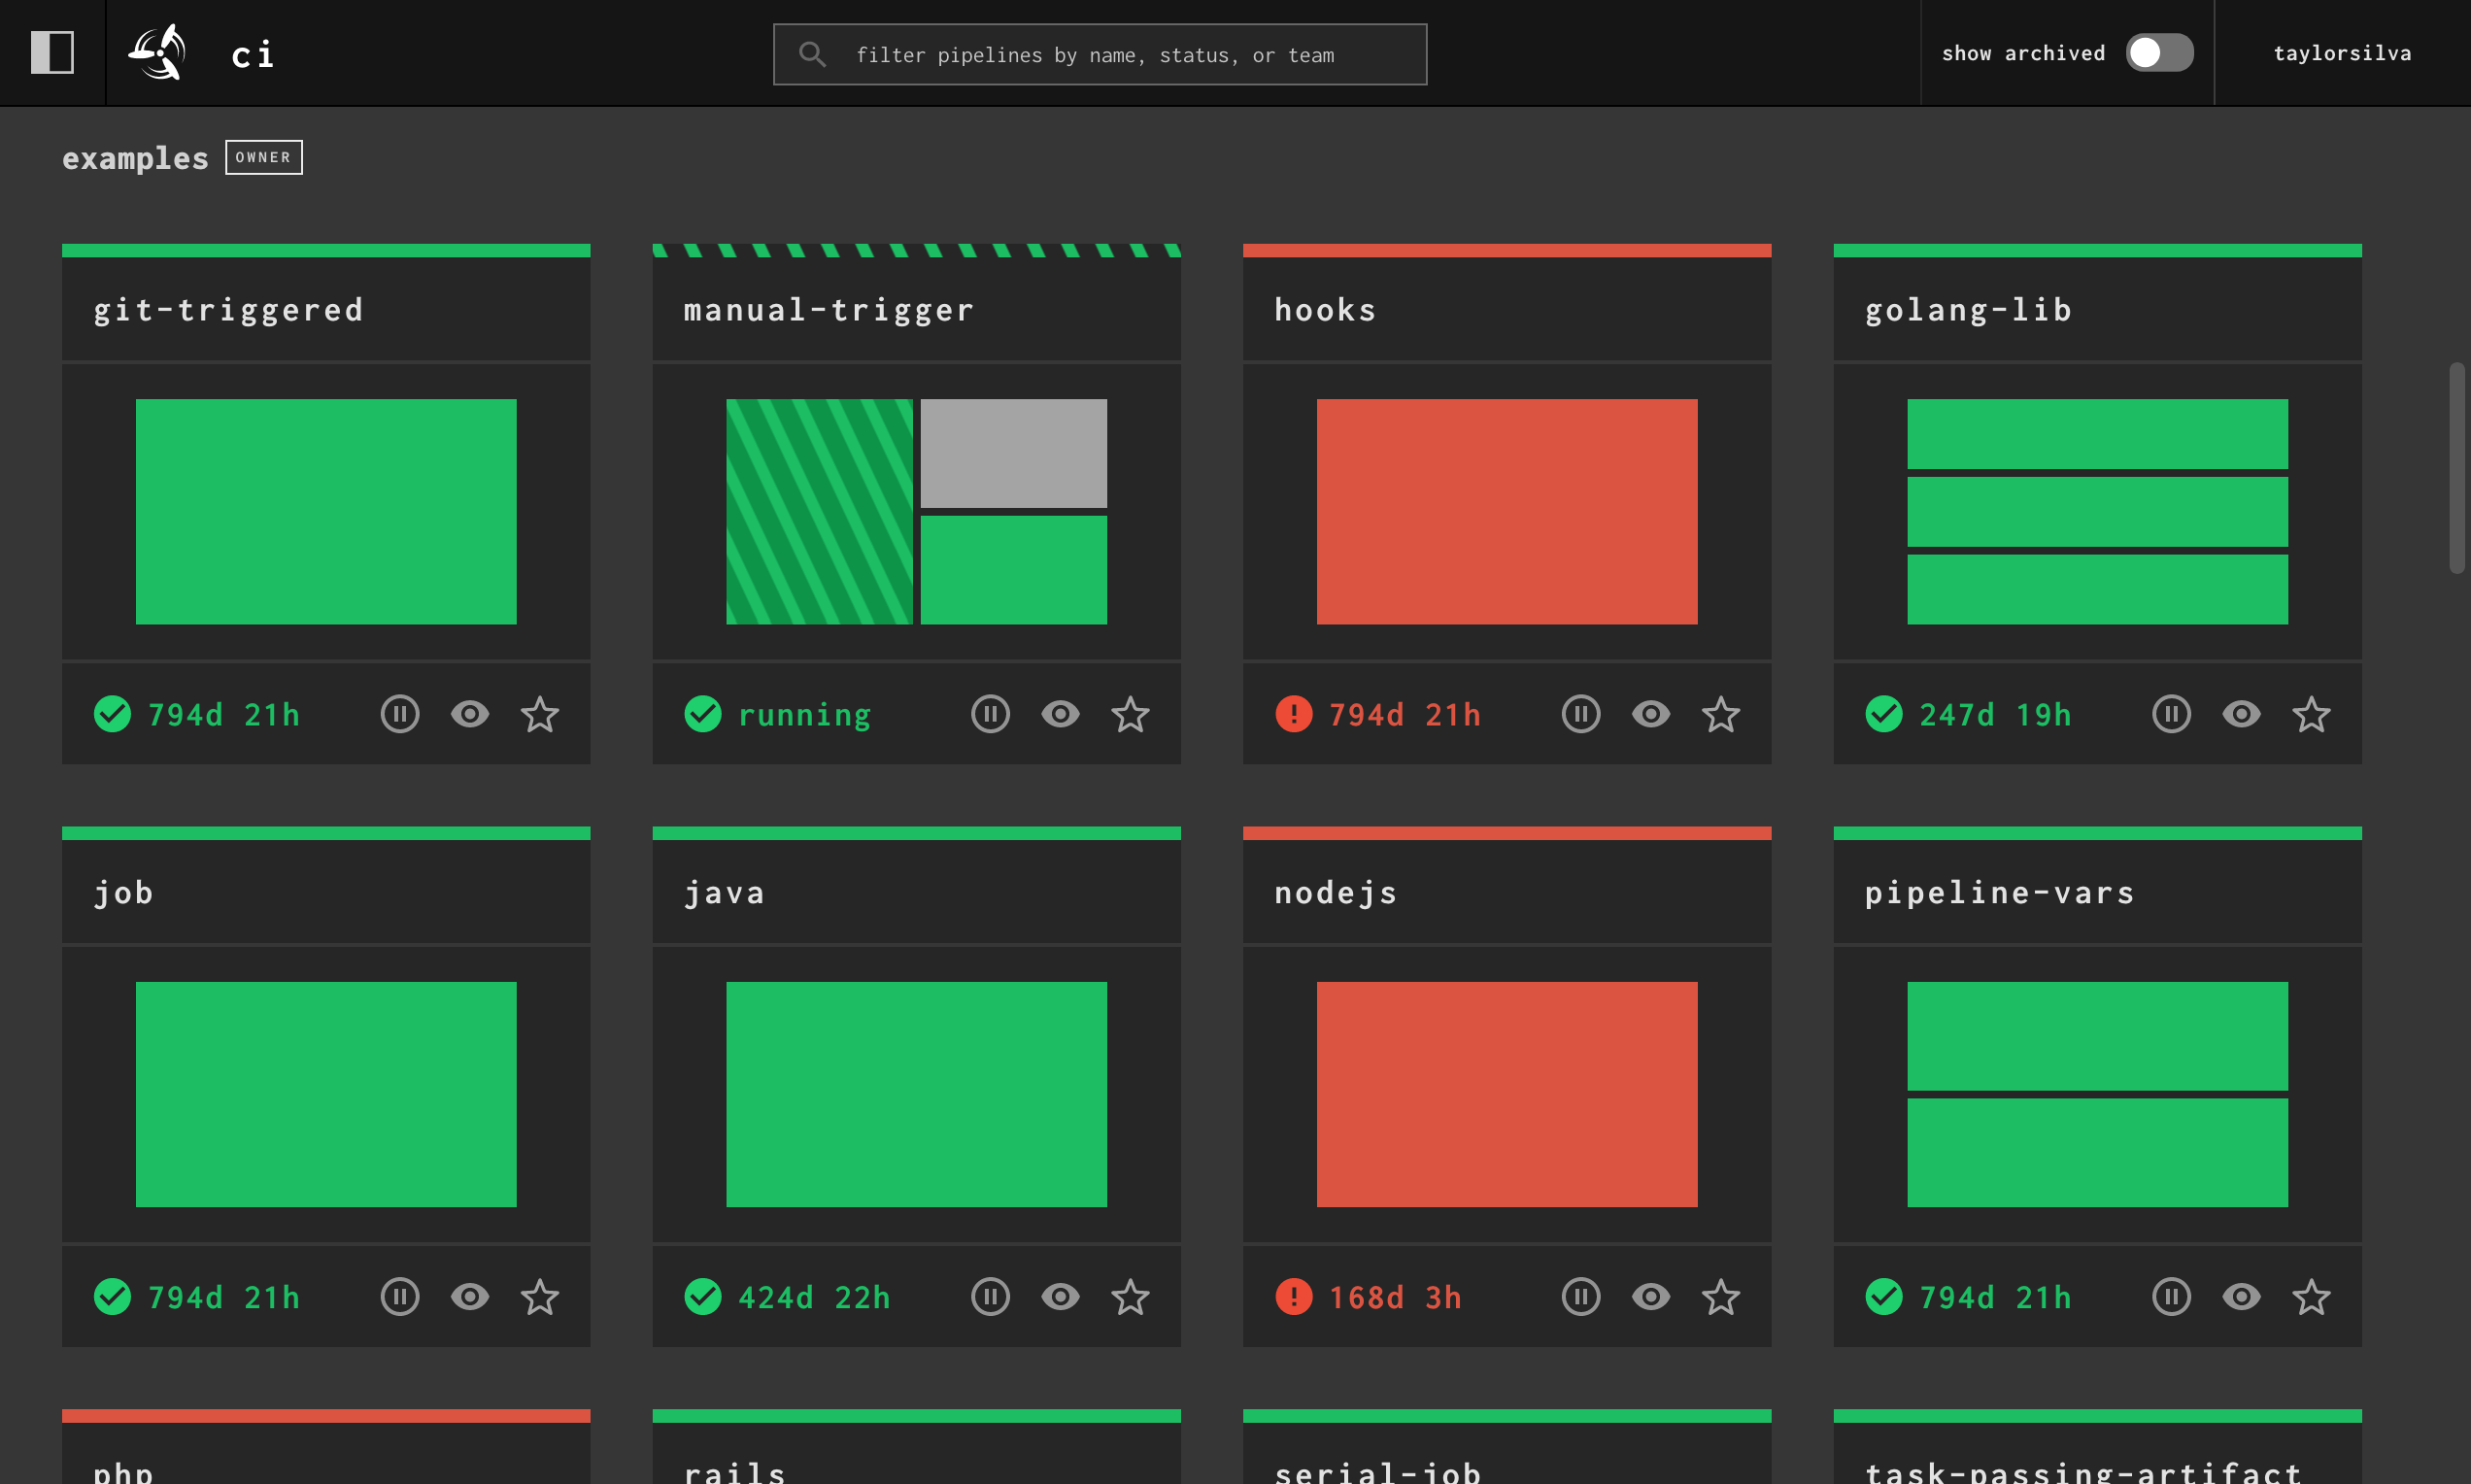 ci
filter pipelines by name, status, or team
show archived
taylorsilva
examples OWNER
git-triggered
manual-trigger
hooks
golang-lib
794d 21h
running
794d 21h
247d 19h
job
java
nodejs
pipeline-vars
794d 21h
424d 22h
168d 3h
794d 21h
php
rails
serial-job
task-passing-artifact